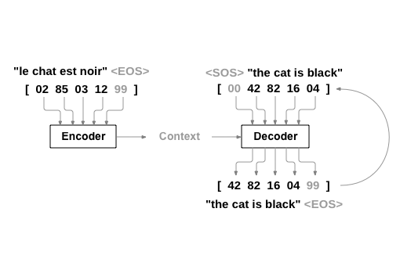 "le chat est noir" <EOS>
[ 02 85 03 12 99 ]
Encoder
Context
<SOS> "the cat is black"
[ 00 42 82 16 04 ]
Decoder
[ 42 82 16 04 99 ]
"the cat is black" <EOS>